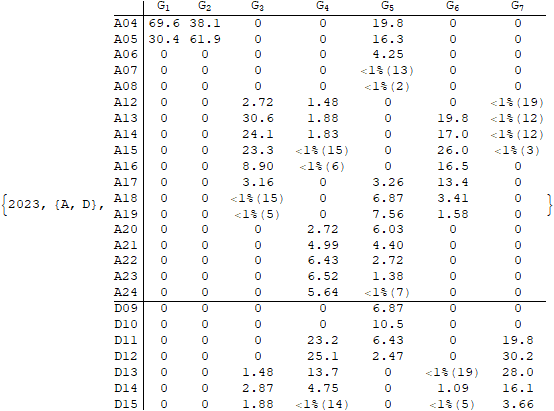 G1 G2 G3 G4 G5 G6 G7
A04 69.6 38.1 0 0 19.8 0 0
A05 30.4 61.9 0 0 16.3 0 0
A06 0 0 0 0 4.25 0 0
A07 0 0 0 0 <1%(13) 0 0
A08 0 0 0 0 <1%(2) 0 0
A12 0 0 2.72 1.48 0 0 <1%(19)
A13 0 0 30.6 1.88 0 19.8 <1%(12)
A14 0 0 24.1 1.83 0 17.0 <1%(12)
A15 0 0 23.3 <1%(15) 0 26.0 <1%(3)
A16 0 0 8.90 <1%(6) 0 16.5 0
A17 0 0 3.16 0 3.26 13.4 0
{2023, {A, D}, A18 0 0 <1%(15) 0 6.87 3.41 0 }
A19 0 0 <1%(5) 0 7.56 1.58 0
A20 0 0 0 2.72 6.03 0 0
A21 0 0 0 4.99 4.40 0 0
A22 0 0 0 6.43 2.72 0 0
A23 0 0 0 6.52 1.38 0 0
A24 0 0 0 5.64 <1%(7) 0 0
D09 0 0 0 0 6.87 0 0
D10 0 0 0 0 10.5 0 0
D11 0 0 0 23.2 6.43 0 19.8
D12 0 0 0 25.1 2.47 0 30.2
D13 0 0 1.48 13.7 0 <1%(19) 28.0
D14 0 0 2.87 4.75 0 1.09 16.1
D15 0 0 1.88 <1%(14) 0 <1%(5) 3.66